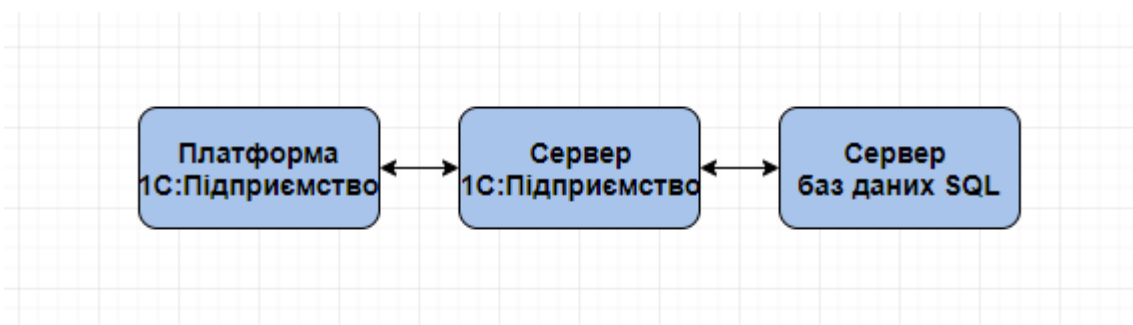 Платформа
1С:Підприємство
Сервер
1С:Підприємство
Сервер
баз даних SQL